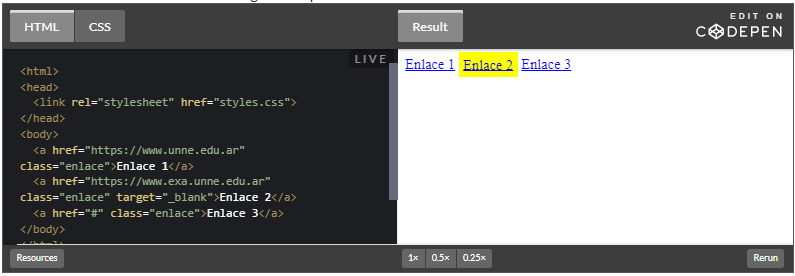 HTML CSS Result EDIT ON
CODEPEN
LIVE
Enlace 1 Enlace 2 Enlace 3
<html>
<head>
<link rel="stylesheet" href="styles.css">
</head>
<body>
<a href="https://www.unne.edu.ar"
class="enlace">Enlace 1</a>
<a href="https://www.exa.unne.edu.ar"
class="enlace" target="_blank">Enlace 2</a>
<a href="#" class="enlace">Enlace 3</a>
</body>
</html>
Resources 1× 0.5× 0.25× Rerun